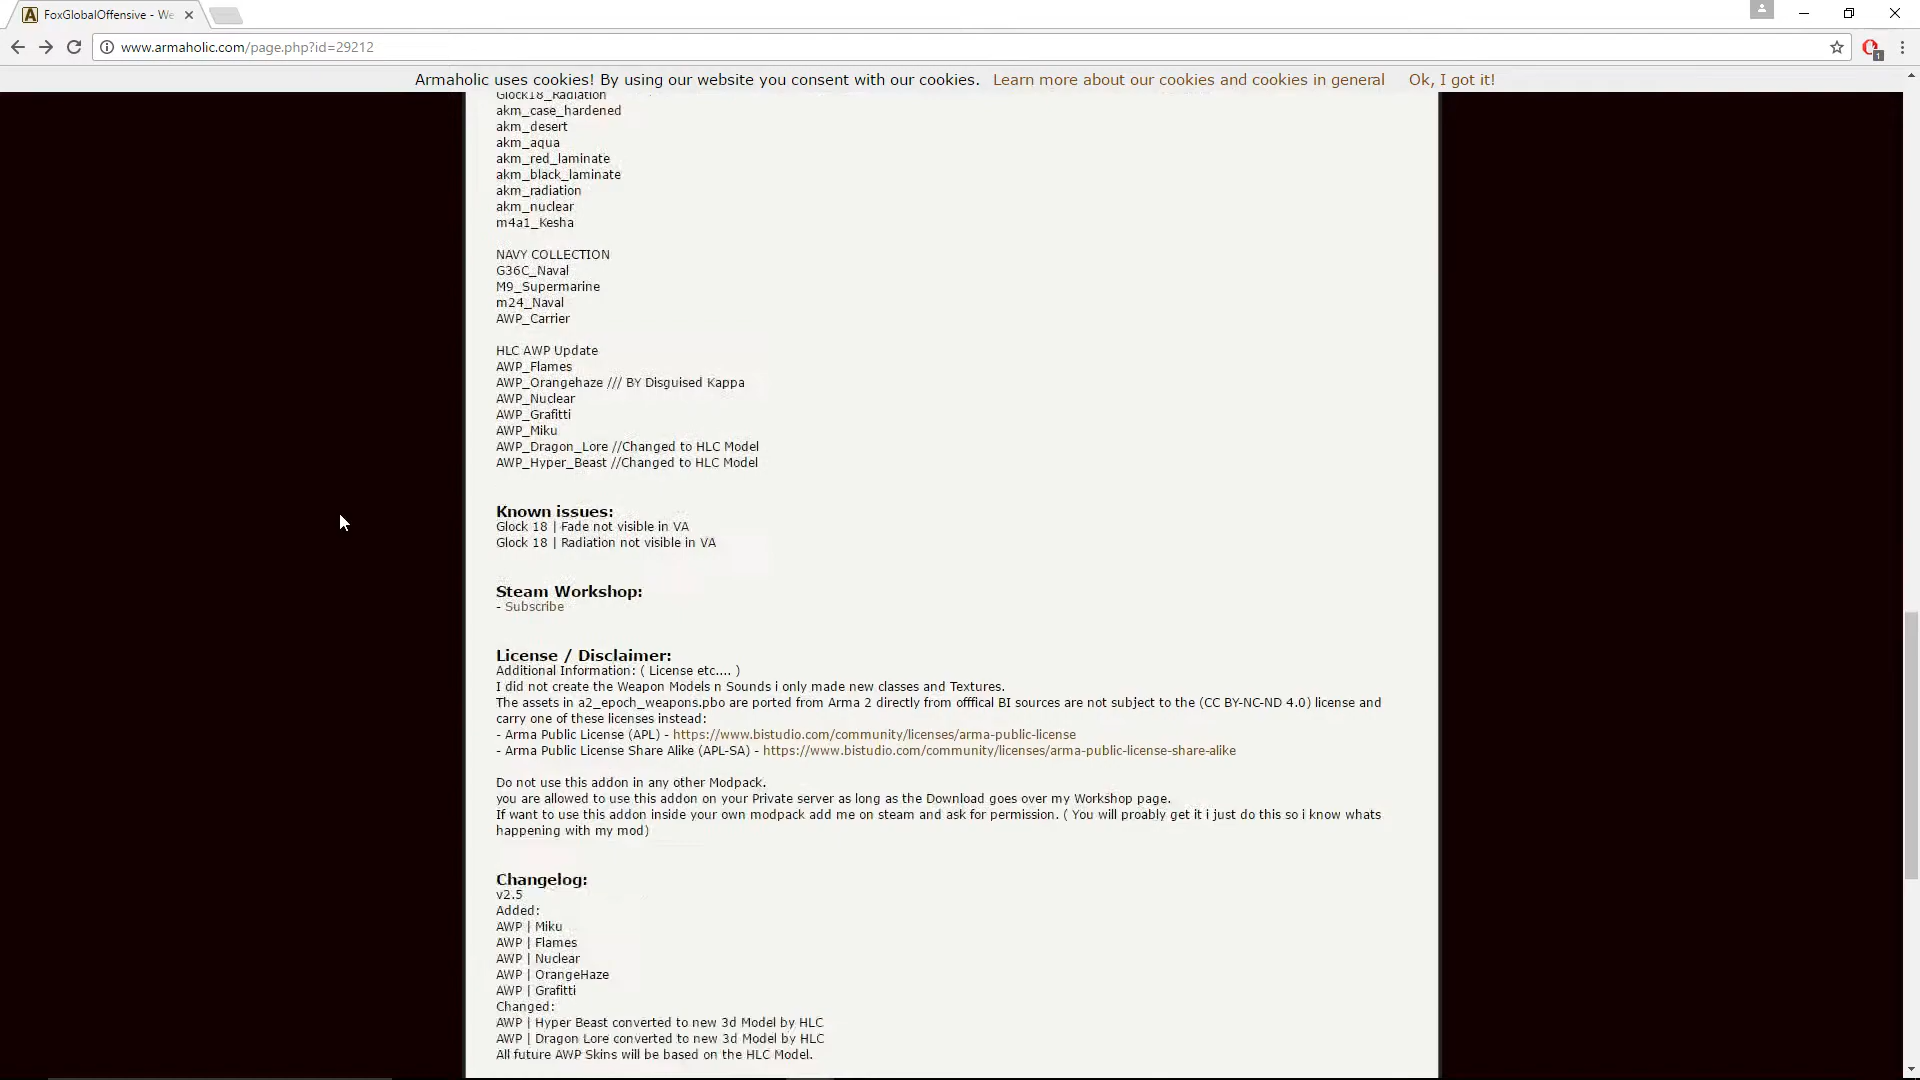 FoxGlobalOffensive - We
www.armaholic.com/page.php?id=29212
1
Armaholic uses cookies! By using our website you consent with our cookies. Learn more about our cookies and cookies in general Ok, I got it!
Glock18_Radiation
akm_case_hardened
akm_desert
akm_aqua
akm_red_laminate
akm_black_laminate
akm_radiation
akm_nuclear
m4a1_Kesha
NAVY COLLECTION
G36C_Naval
M9_Supermarine
m24_Naval
AWP_Carrier
HLC AWP Update
AWP_Flames
AWP_Orangehaze /// BY Disguised Kappa
AWP_Nuclear
AWP_Grafitti
AWP_Miku
AWP_Dragon_Lore //Changed to HLC Model
AWP_Hyper_Beast //Changed to HLC Model
Known issues:
Glock 18 | Fade not visible in VA
Glock 18 | Radiation not visible in VA
Steam Workshop:
- Subscribe
License / Disclaimer:
Additional Information: ( License etc.... )
I did not create the Weapon Models n Sounds i only made new classes and Textures.
The assets in a2_epoch_weapons.pbo are ported from Arma 2 directly from offfical BI sources are not subject to the (CC BY-NC-ND 4.0) license and
carry one of these licenses instead:
- Arma Public License (APL) - https://www.bistudio.com/community/licenses/arma-public-license
- Arma Public License Share Alike (APL-SA) - https://www.bistudio.com/community/licenses/arma-public-license-share-alike
Do not use this addon in any other Modpack.
you are allowed to use this addon on your Private server as long as the Download goes over my Workshop page.
If want to use this addon inside your own modpack add me on steam and ask for permission. ( You will proably get it i just do this so i know whats
happening with my mod)
Changelog:
v2.5
Added:
AWP | Miku
AWP | Flames
AWP | Nuclear
AWP | OrangeHaze
AWP | Grafitti
Changed:
AWP | Hyper Beast converted to new 3d Model by HLC
AWP | Dragon Lore converted to new 3d Model by HLC
All future AWP Skins will be based on the HLC Model.